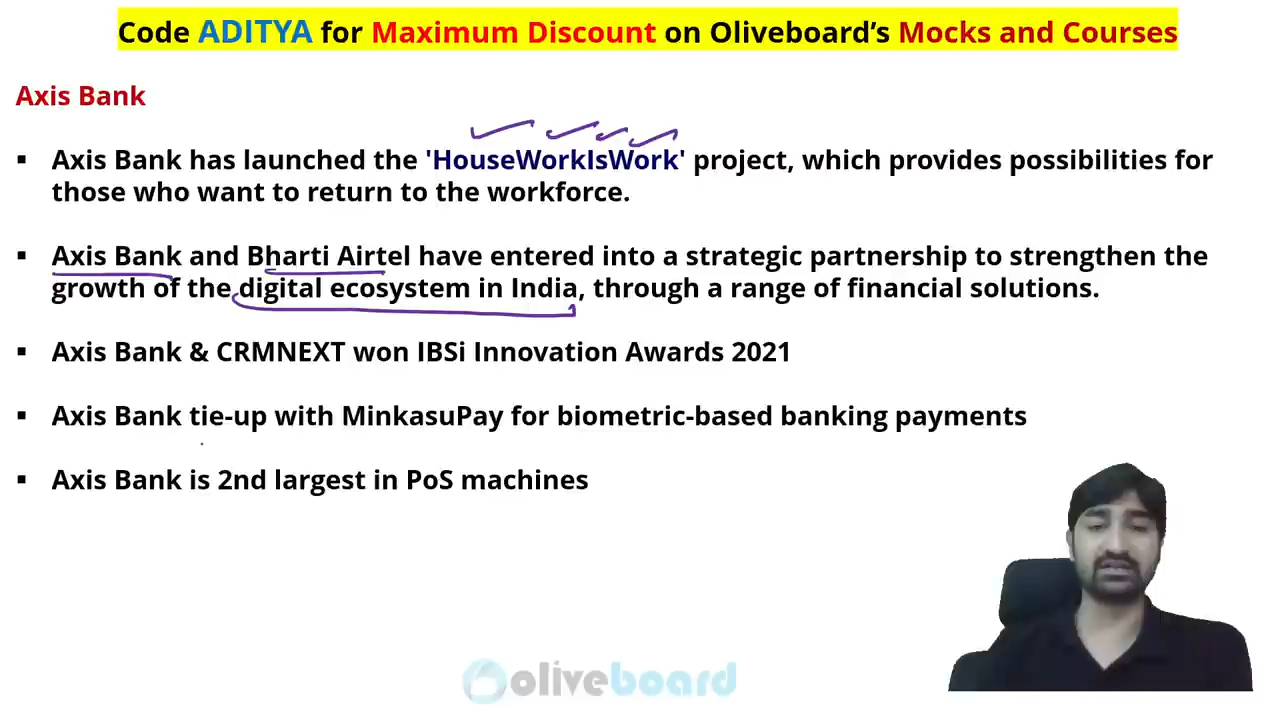 Code ADITYA for Maximum Discount on Oliveboard's Mocks and Courses
Axis Bank
▪ Axis Bank has launched the 'HouseWorkIsWork' project, which provides possibilities for
those who want to return to the workforce.
▪ Axis Bank and Bharti Airtel have entered into a strategic partnership to strengthen the
growth of the digital ecosystem in India, through a range of financial solutions.
▪ Axis Bank & CRMNEXT won IBSi Innovation Awards 2021
▪ Axis Bank tie-up with MinkasuPay for biometric-based banking payments
▪ Axis Bank is 2nd largest in PoS machines
oliveboard